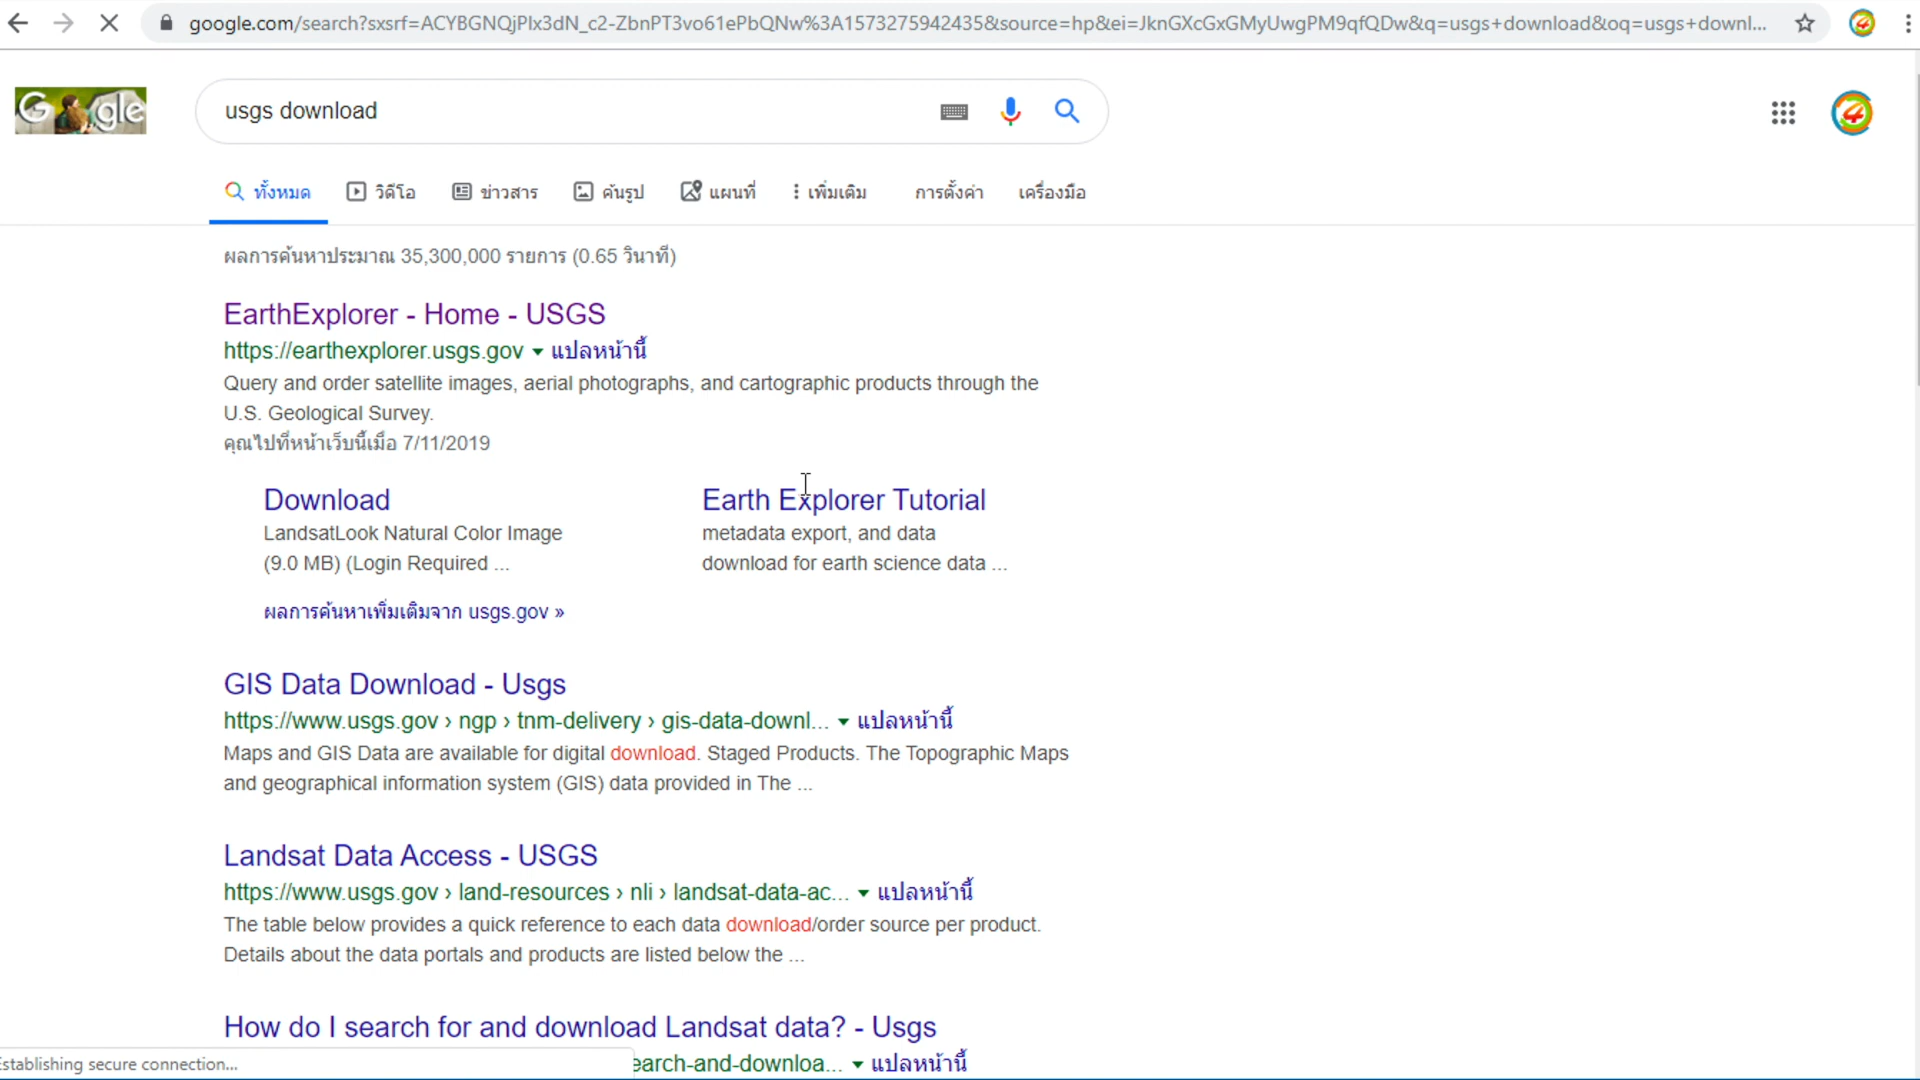 google.com/search?sxsrf=ACYBGNQjPIx3dN_c2-ZbnPT3vo61ePbQNw%3A1573275942435&source=hp&ei=JknGXcGxGMyUwgPM9qfQDw&q=usgs+download&oq=usgs+downl...
Google
usgs download
ทั้งหมด วิดีโอ ข่าวสาร ค้นรูป แผนที่ เพิ่มเติม การตั้งค่า เครื่องมือ
ผลการค้นหาประมาณ 35,300,000 รายการ (0.65 วินาที)
EarthExplorer - Home - USGS
https://earthexplorer.usgs.gov ▾ แปลหน้านี้
Query and order satellite images, aerial photographs, and cartographic products through the
U.S. Geological Survey.
คุณไปที่หน้าเว็บนี้เมื่อ 7/11/2019
Download
LandsatLook Natural Color Image
(9.0 MB) (Login Required ...
Earth Explorer Tutorial
metadata export, and data
download for earth science data ...
ผลการค้นหาเพิ่มเติมจาก usgs.gov »
GIS Data Download - Usgs
https://www.usgs.gov › ngp › tnm-delivery › gis-data-downl... ▾ แปลหน้านี้
Maps and GIS Data are available for digital download. Staged Products. The Topographic Maps
and geographical information system (GIS) data provided in The ...
Landsat Data Access - USGS
https://www.usgs.gov › land-resources › nli › landsat-data-ac... ▾ แปลหน้านี้
The table below provides a quick reference to each data download/order source per product.
Details about the data portals and products are listed below the ...
How do I search for and download Landsat data? - Usgs
earch-and-downloa... ▾ แปลหน้านี้
Establishing secure connection...